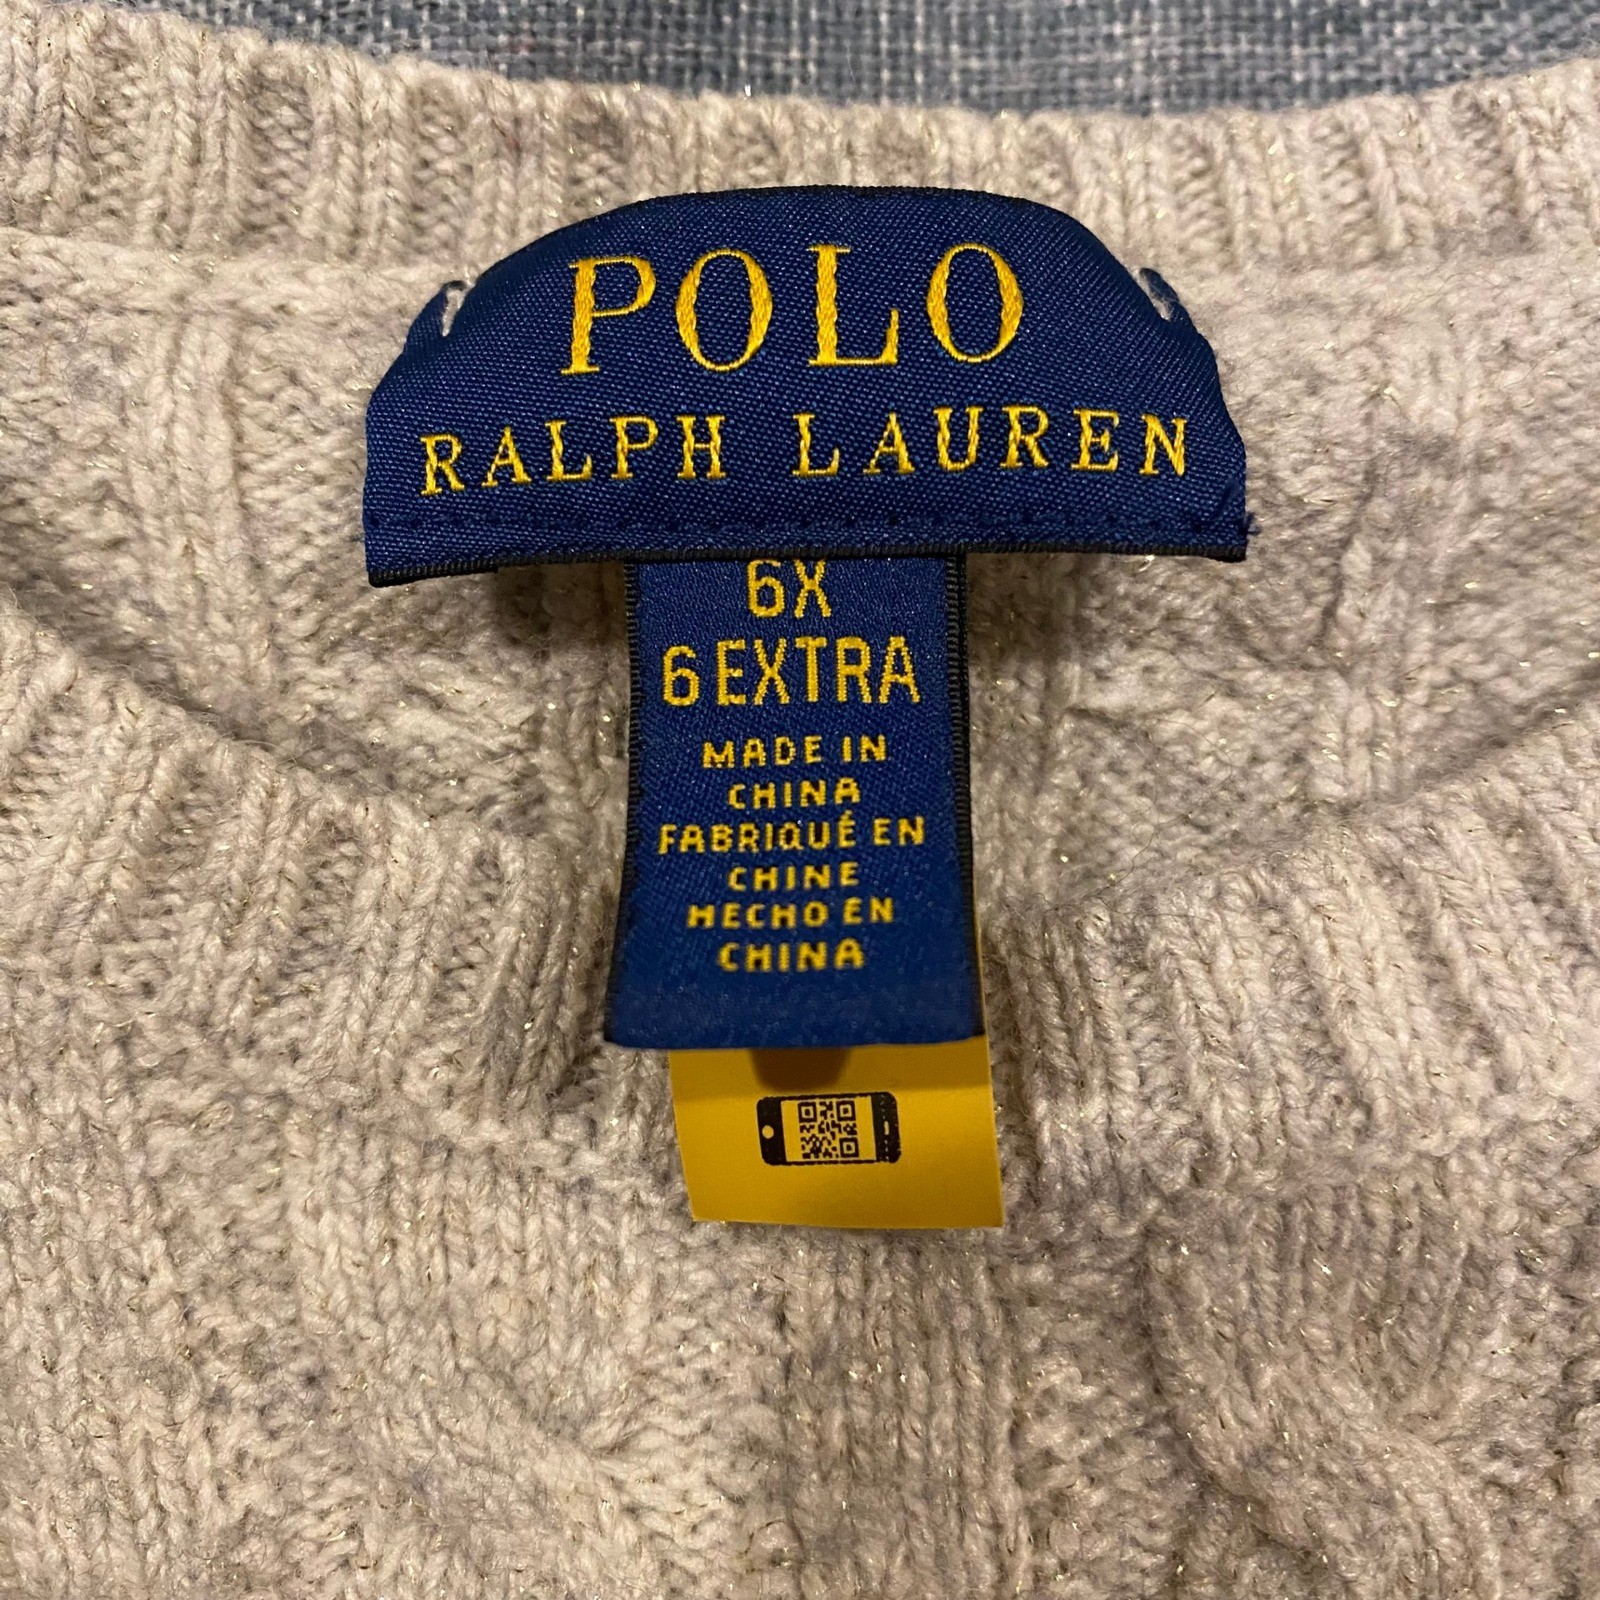 POLO
RALPH LAUREN
6X
6 EXTRA
MADE IN
CHINA
FABRIQUÉ EN
CHINE
HECHO EN
CHINA